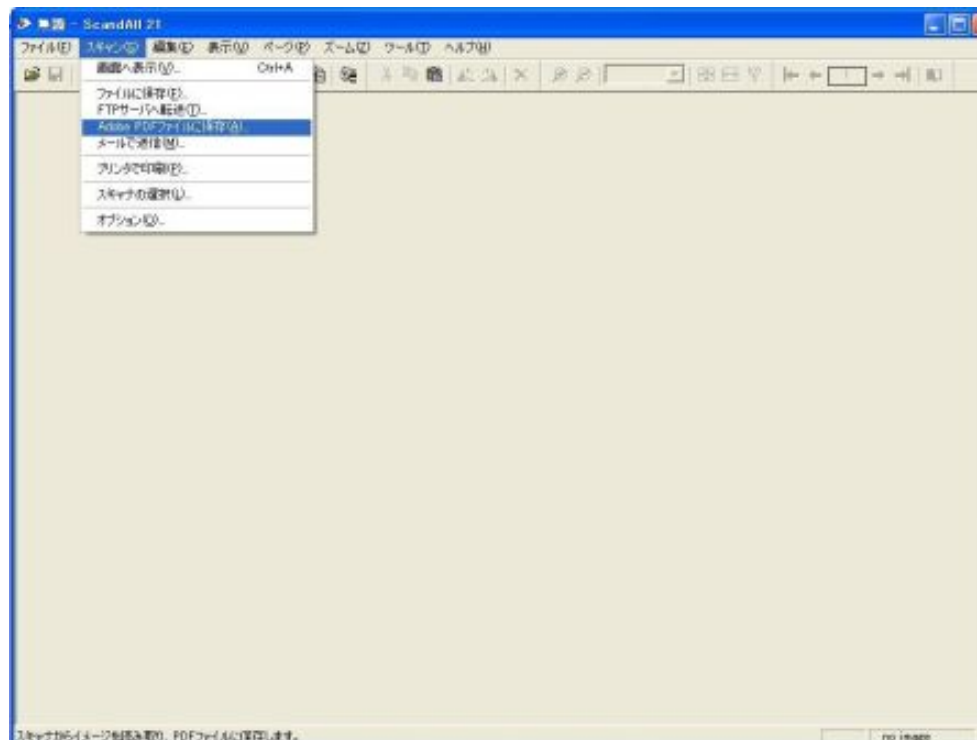 無題 - ScandAll 21
ファイル(F) スキャン(S) 編集(E) 表示(V) ページ(P) ズーム(Z) ツール(T) ヘルプ(H)
画面へ表示(V)... Ctrl+A
ファイルに保存(F)...
FTPサーバへ転送(T)...
Adobe PDFファイルに保存(A)...
メールで送信(M)...
プリンタで印刷(P)...
スキャナの選択(L)...
オプション(O)...
1
スキャナからイメージを読み取り、PDFファイルに保存します。
no image